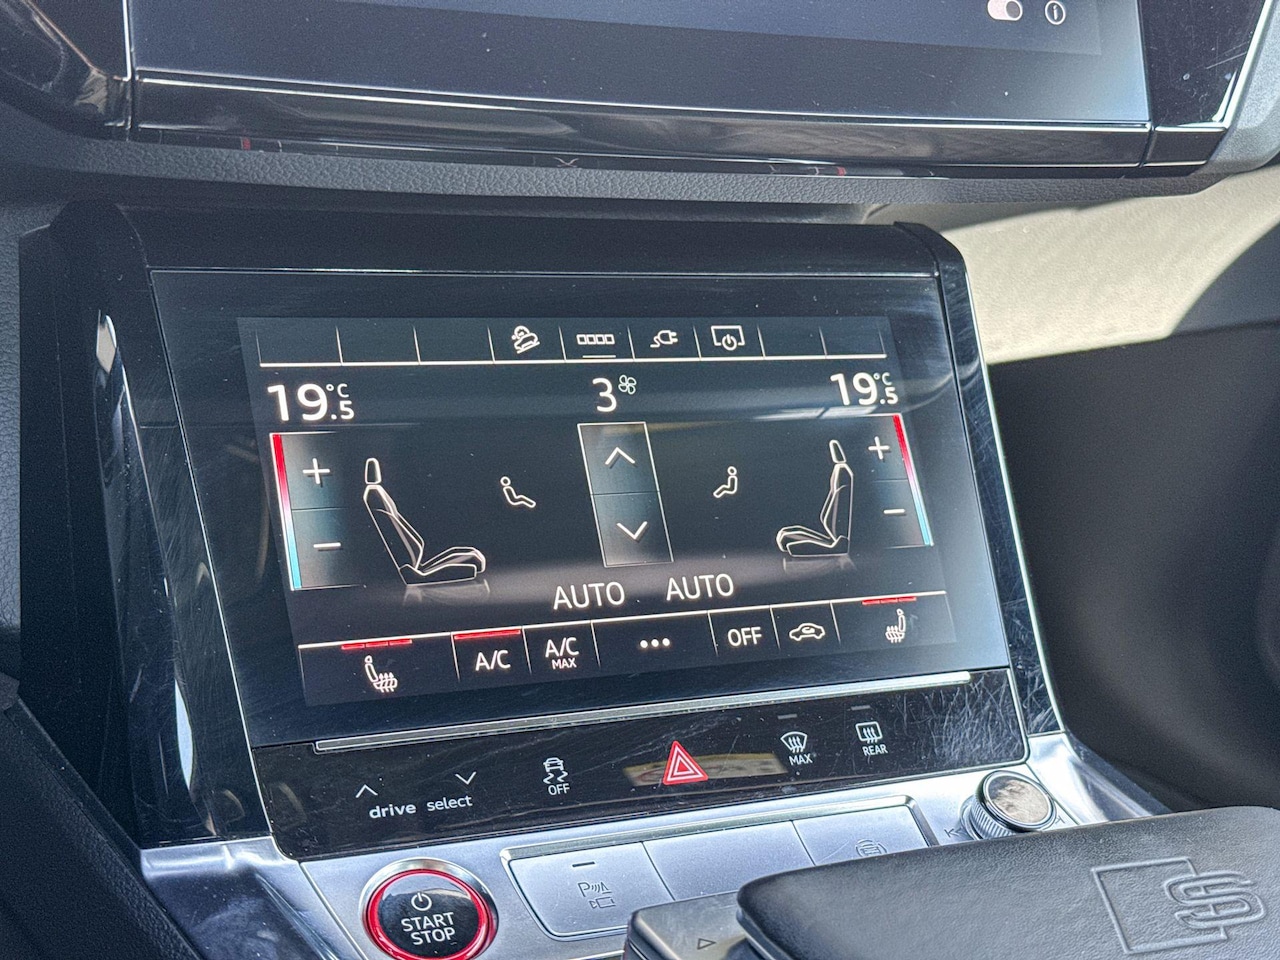 19.5°C 3 19.5°C
+ +
− −
AUTO AUTO
A/C A/C MAX ••• OFF
drive select OFF MAX REAR
START
STOP
P
S